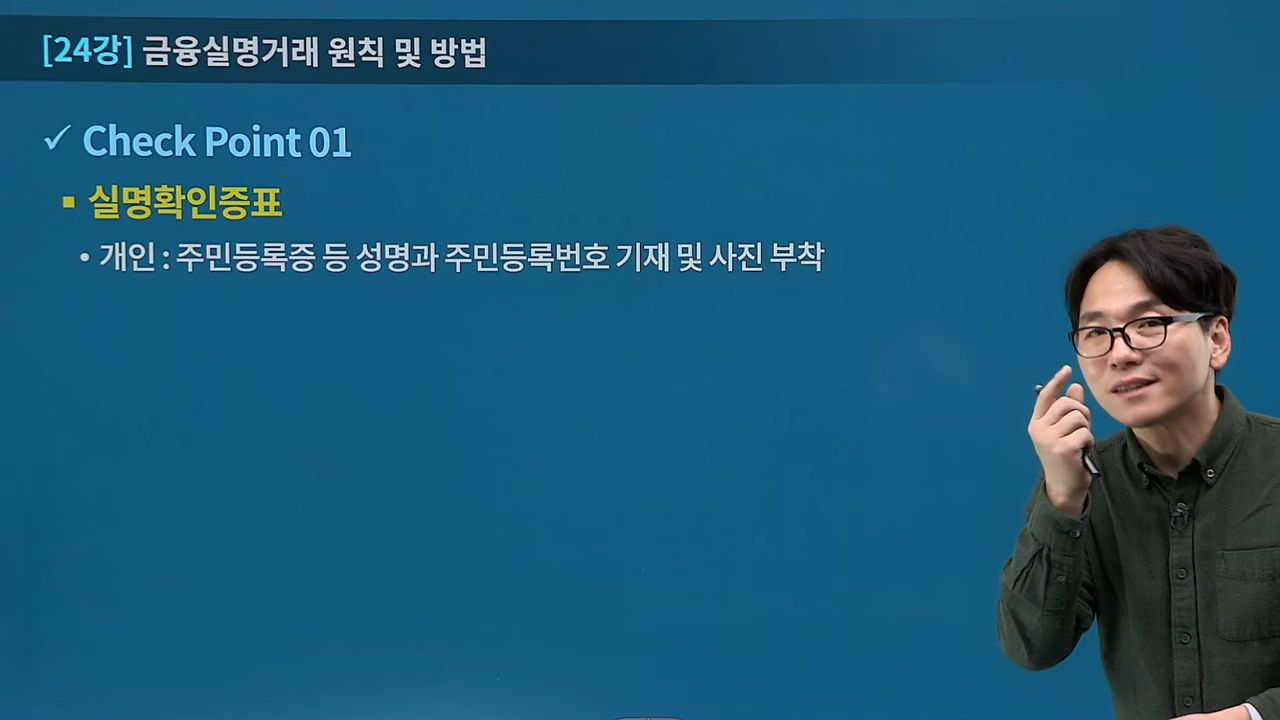 [24강] 금융실명거래 원칙 및 방법
✓ Check Point 01
▪ 실명확인증표
• 개인 : 주민등록증 등 성명과 주민등록번호 기재 및 사진 부착